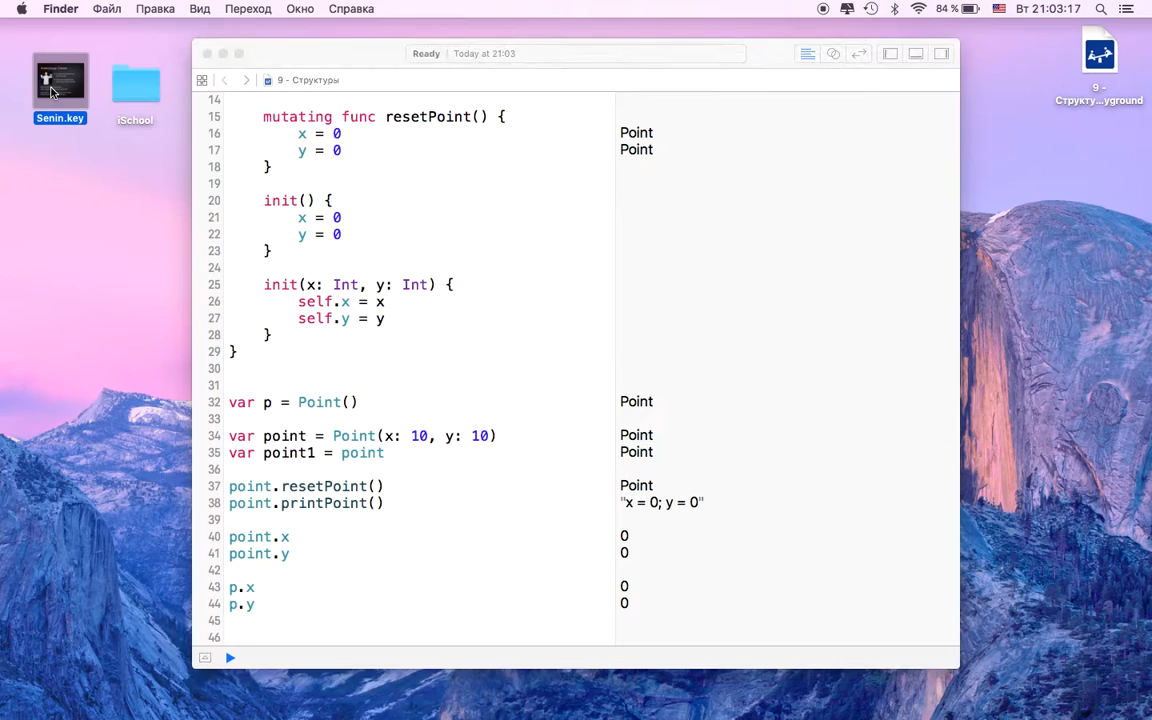 Finder Файл Правка Вид Переход Окно Справка 84 % Вт 21:03:17
Senin.key
iSchool
9 -
Структу...yground
Ready Today at 21:03
9 - Структуры
14
15 mutating func resetPoint() {
16 x = 0 Point
17 y = 0 Point
18 }
19
20 init() {
21 x = 0
22 y = 0
23 }
24
25 init(x: Int, y: Int) {
26 self.x = x
27 self.y = y
28 }
29 }
30
31
32 var p = Point() Point
33
34 var point = Point(x: 10, y: 10) Point
35 var point1 = point Point
36
37 point.resetPoint() Point
38 point.printPoint() "x = 0; y = 0"
39
40 point.x 0
41 point.y 0
42
43 p.x 0
44 p.y 0
45
46